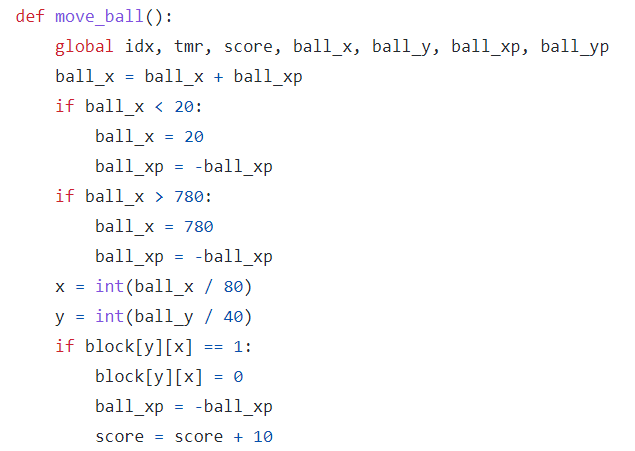 def move_ball():
    global idx, tmr, score, ball_x, ball_y, ball_xp, ball_yp
    ball_x = ball_x + ball_xp
    if ball_x < 20:
        ball_x = 20
        ball_xp = -ball_xp
    if ball_x > 780:
        ball_x = 780
        ball_xp = -ball_xp
    x = int(ball_x / 80)
    y = int(ball_y / 40)
    if block[y][x] == 1:
        block[y][x] = 0
        ball_xp = -ball_xp
        score = score + 10